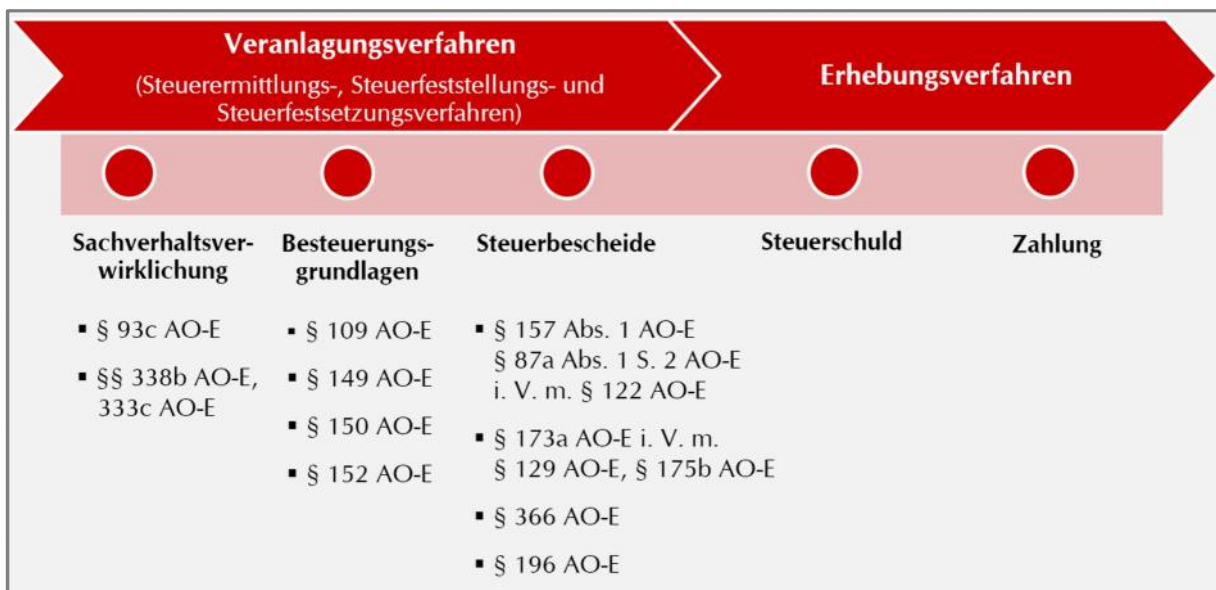 Veranlagungsverfahren
(Steuerermittlungs-, Steuerfeststellungs- und
Steuerfestsetzungsverfahren)
Erhebungsverfahren
Sachverhaltsver-
wirklichung
▪ § 93c AO-E
▪ §§ 338b AO-E,
333c AO-E
Besteuerungs-
grundlagen
▪ § 109 AO-E
▪ § 149 AO-E
▪ § 150 AO-E
▪ § 152 AO-E
Steuerbescheide
▪ § 157 Abs. 1 AO-E
§ 87a Abs. 1 S. 2 AO-E
i. V. m. § 122 AO-E
▪ § 173a AO-E i. V. m.
§ 129 AO-E, § 175b AO-E
▪ § 366 AO-E
▪ § 196 AO-E
Steuerschuld
Zahlung